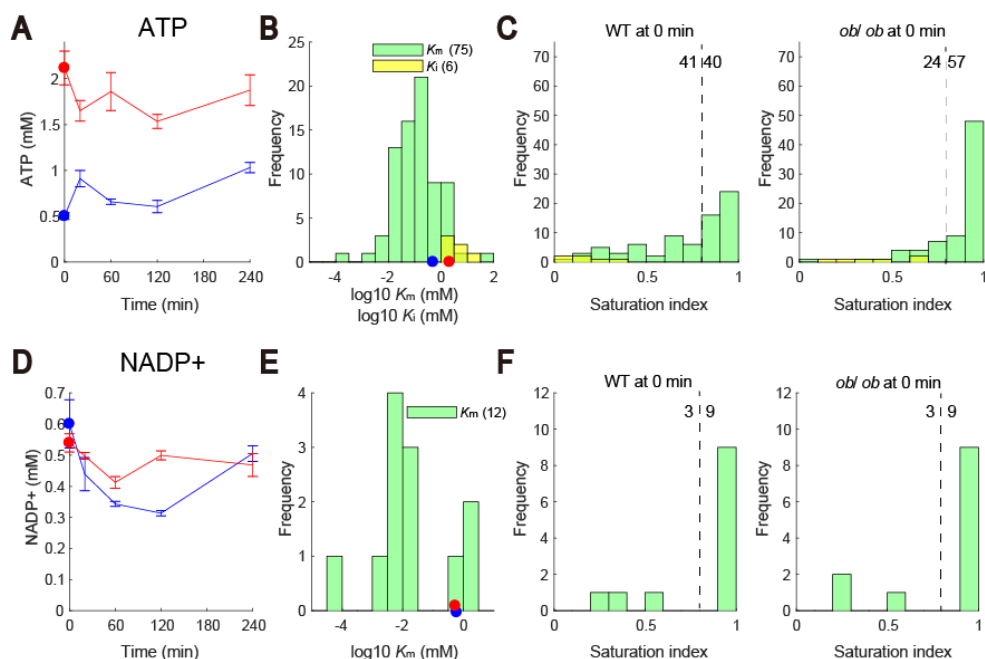 A
ATP
ATP (mM)
2
1.5
1
0.5
0
0 60 120 180 240
Time (min)
B
Km (75)
Ki (6)
Frequency
25
20
15
10
5
0
-4 -2 0 2
log10 Km (mM)
log10 Ki (mM)
C
WT at 0 min
41 40
Frequency
70
60
50
40
30
20
10
0
0 0.5 1
Saturation index
ob/ ob at 0 min
24 57
70
60
50
40
30
20
10
0
0 0.5 1
Saturation index
D
NADP+
NADP+ (mM)
0.7
0.6
0.5
0.4
0.3
0.2
0.1
0
0 60 120 180 240
Time (min)
E
Km (12)
Frequency
4
3
2
1
0
-4 -2 0
log10 Km (mM)
F
WT at 0 min
3 9
Frequency
12
10
8
6
4
2
0
0 0.5 1
Saturation index
ob/ ob at 0 min
3 9
12
10
8
6
4
2
0
0 0.5 1
Saturation index